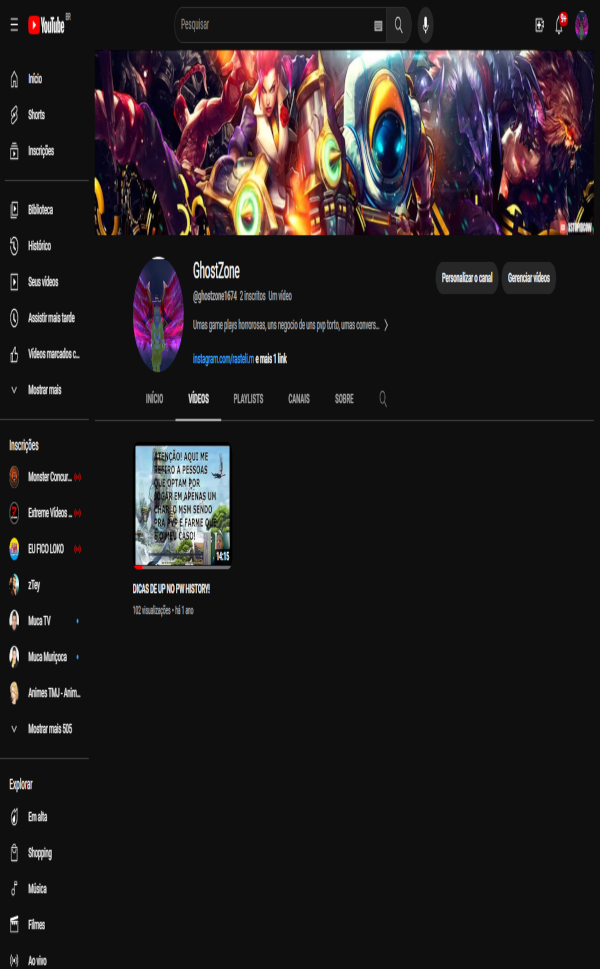 YouTube BR
Pesquisar
9+
Início
Shorts
Inscrições
Biblioteca
Histórico
Seus vídeos
Assistir mais tarde
Vídeos marcados c...
Mostrar mais
Inscrições
Monster Concur...
Extreme Vídeos ...
EU FICO LOKO
zTey
Muca TV
Muca Muriçoca
Animes TMJ - Anim...
Mostrar mais 505
Explorar
Em alta
Shopping
Música
Filmes
Ao vivo
GhostZone
@ghostzone1674 2 inscritos Um vídeo
Umas game plays horrorosas, uns negocio de uns pvp torto, umas convers...
instagram.com/rasteli.m e mais 1 link
Personalizar o canal
Gerenciar vídeos
INÍCIO VÍDEOS PLAYLISTS CANAIS SOBRE
ATENÇÃO! AQUI ME
REFIRO A PESSOAS
QUE OPTAM POR
JOGAR EM APENAS UM
CHAR, O MSM SENDO
PRA PVP E FARME QUE
É O MEU CASO!
14:15
DICAS DE UP NO PW HISTORY!
102 visualizações • há 1 ano